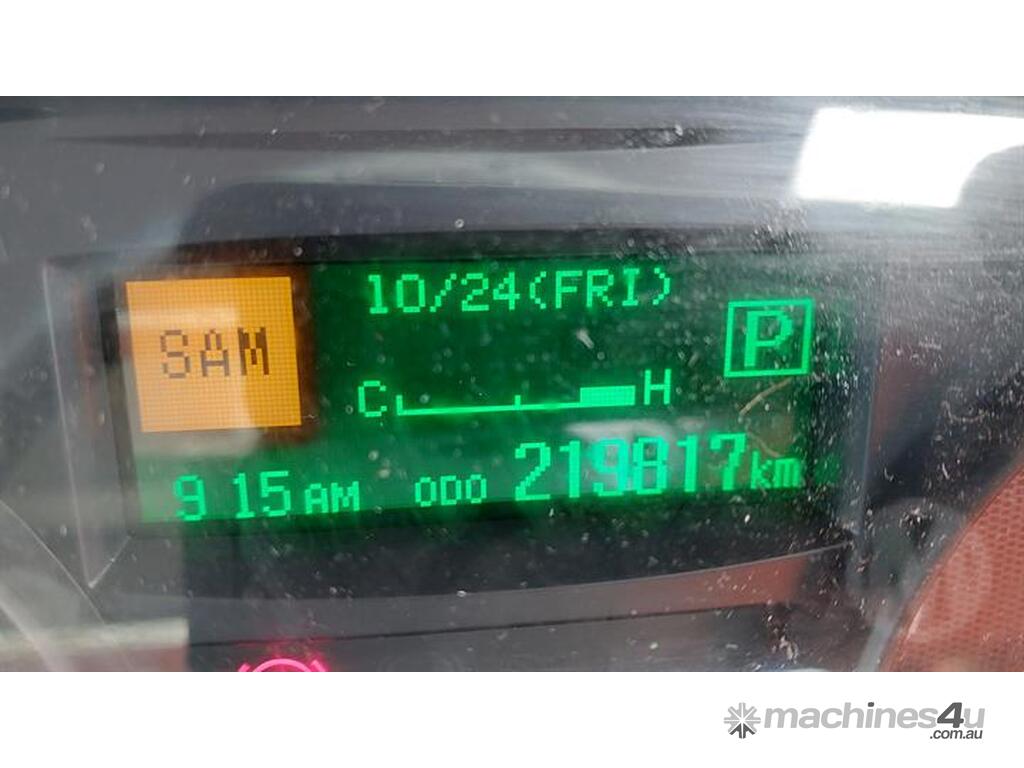 10/24(FRI)
SAM
P
C H
9 15 AM ODO 219817km
machines4u
.com.au